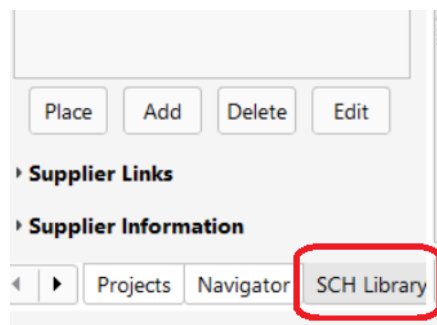 Place Add Delete Edit
Supplier Links
Supplier Information
Projects Navigator SCH Library